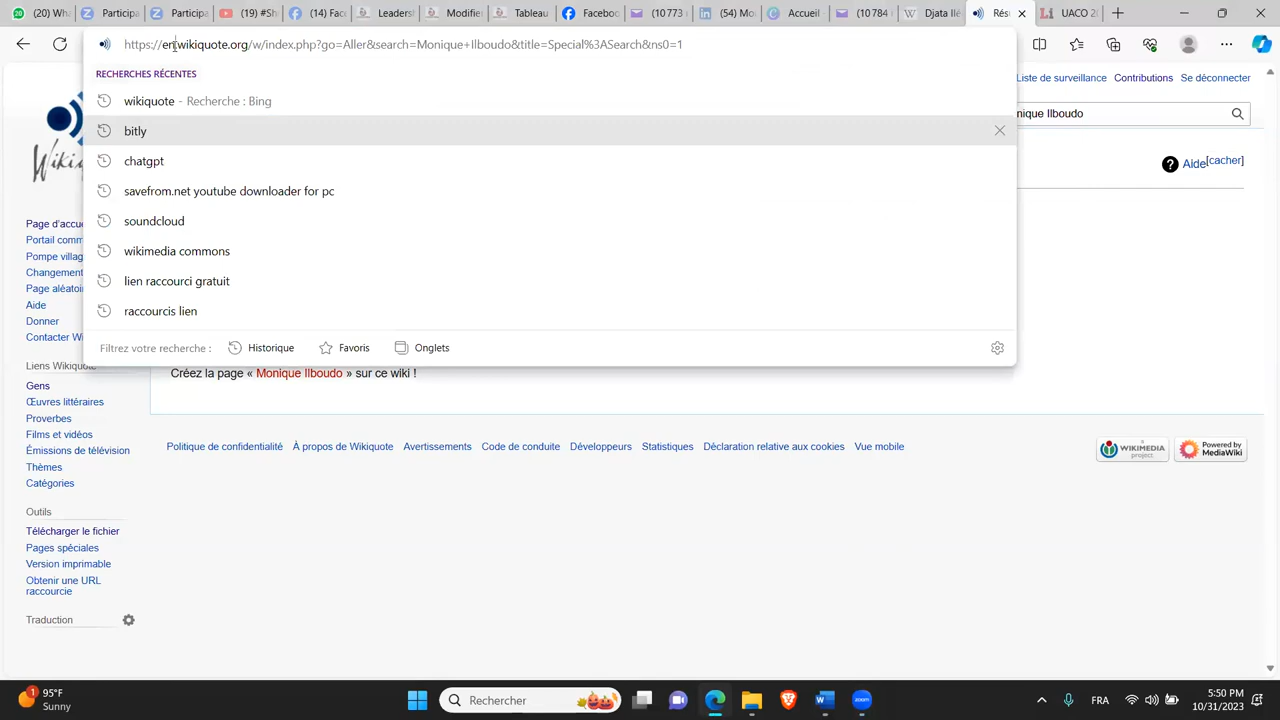 (20) Wh
Participa
Participa
(19) #Sh
(14) Face
Leaders
Modifier
Tableau
Faceboo
(10 773
(54) Mo
Accueil
(10 784
Djata Ilé
Rés
UACO 20
https://en.wikiquote.org/w/index.php?go=Aller&search=Monique+Ilboudo&title=Special%3ASearch&ns0=1
RECHERCHES RÉCENTES
wikiquote - Recherche : Bing
bitly
chatgpt
savefrom.net youtube downloader for pc
soundcloud
wikimedia commons
lien raccourci gratuit
raccourcis lien
Filtrez votre recherche : Historique Favoris Onglets
Liste de surveillance Contributions Se déconnecter
nique Ilboudo
Aide[cacher]
Wiki
Page d'accu
Portail comm
Pompe villag
Changement
Page aléatoi
Aide
Donner
Contacter Wi
Liens Wikiquote
Gens
Œuvres littéraires
Proverbes
Films et vidéos
Émissions de télévision
Thèmes
Catégories
Outils
Télécharger le fichier
Pages spéciales
Version imprimable
Obtenir une URL
raccourcie
Traduction
Créez la page « Monique Ilboudo » sur ce wiki !
Politique de confidentialité À propos de Wikiquote Avertissements Code de conduite Développeurs Statistiques Déclaration relative aux cookies Vue mobile
WIKIMEDIA
project
Powered by
MediaWiki
1
95°F
Sunny
Rechercher
zoom
FRA
5:50 PM
10/31/2023